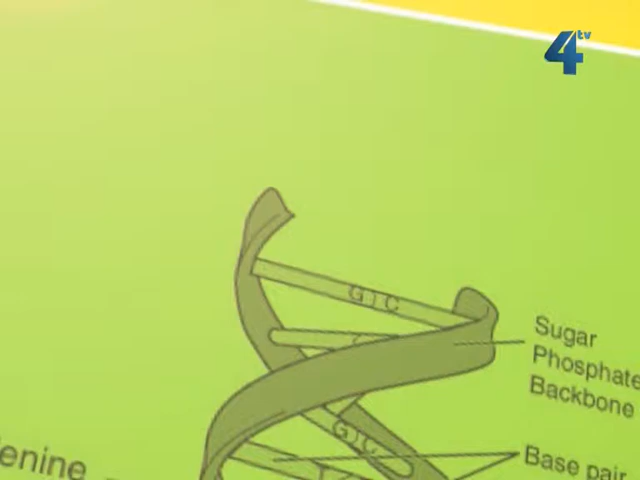 4tv
G C
Sugar
Phosphate
Backbone
G C
enine
Base pair